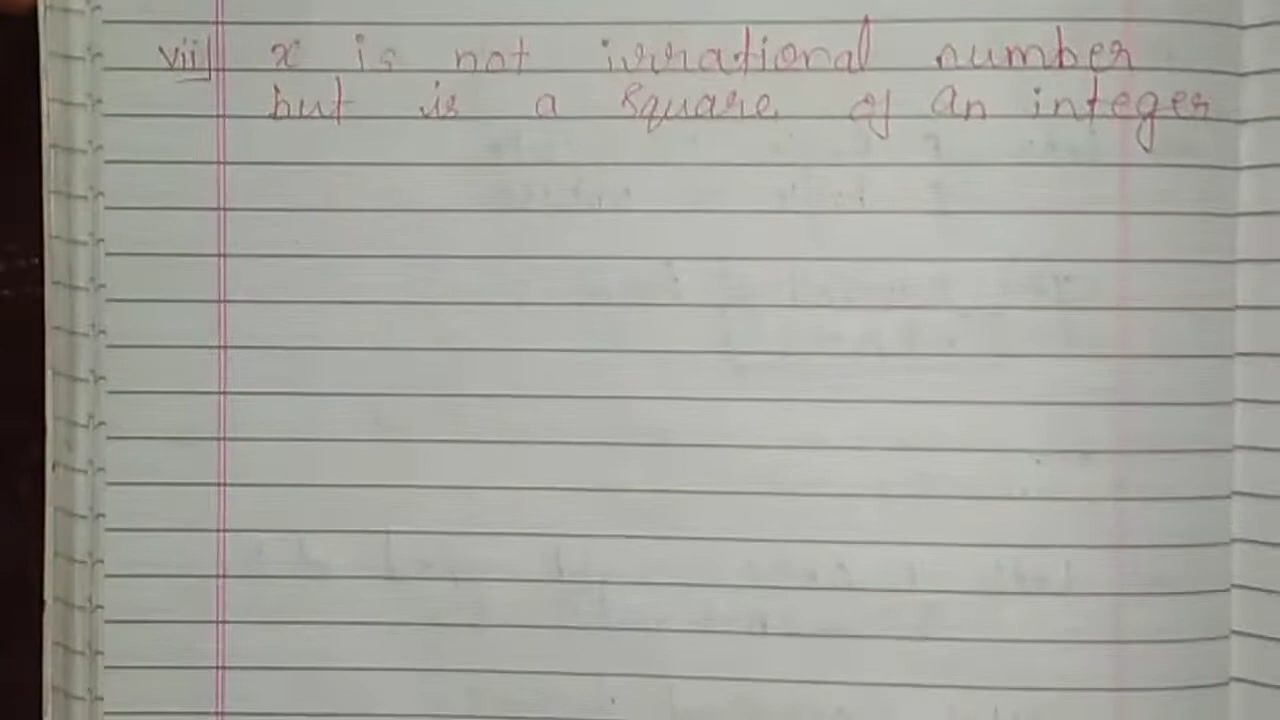 vii] x is not irrational number
but is a square of an integer